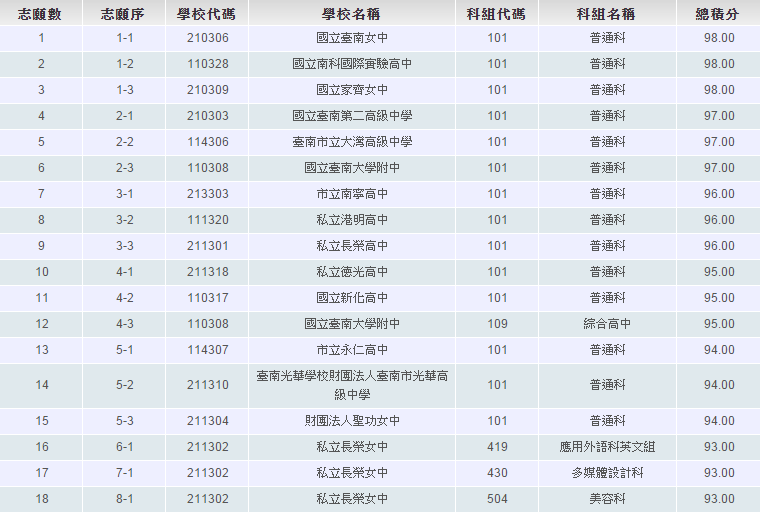 志願數 志願序 學校代碼 學校名稱 科組代碼 科組名稱 總積分
1 1-1 210306 國立臺南女中 101 普通科 98.00
2 1-2 110328 國立南科國際實驗高中 101 普通科 98.00
3 1-3 210309 國立家齊女中 101 普通科 98.00
4 2-1 210303 國立臺南第二高級中學 101 普通科 97.00
5 2-2 114306 臺南市立大灣高級中學 101 普通科 97.00
6 2-3 110308 國立臺南大學附中 101 普通科 97.00
7 3-1 213303 市立南寧高中 101 普通科 96.00
8 3-2 111320 私立港明高中 101 普通科 96.00
9 3-3 211301 私立長榮高中 101 普通科 96.00
10 4-1 211318 私立德光高中 101 普通科 95.00
11 4-2 110317 國立新化高中 101 普通科 95.00
12 4-3 110308 國立臺南大學附中 109 綜合高中 95.00
13 5-1 114307 市立永仁高中 101 普通科 94.00
14 5-2 211310 臺南光華學校財團法人臺南市光華高 101 普通科 94.00
級中學
15 5-3 211304 財團法人聖功女中 101 普通科 94.00
16 6-1 211302 私立長榮女中 419 應用外語科英文組 93.00
17 7-1 211302 私立長榮女中 430 多媒體設計科 93.00
18 8-1 211302 私立長榮女中 504 美容科 93.00